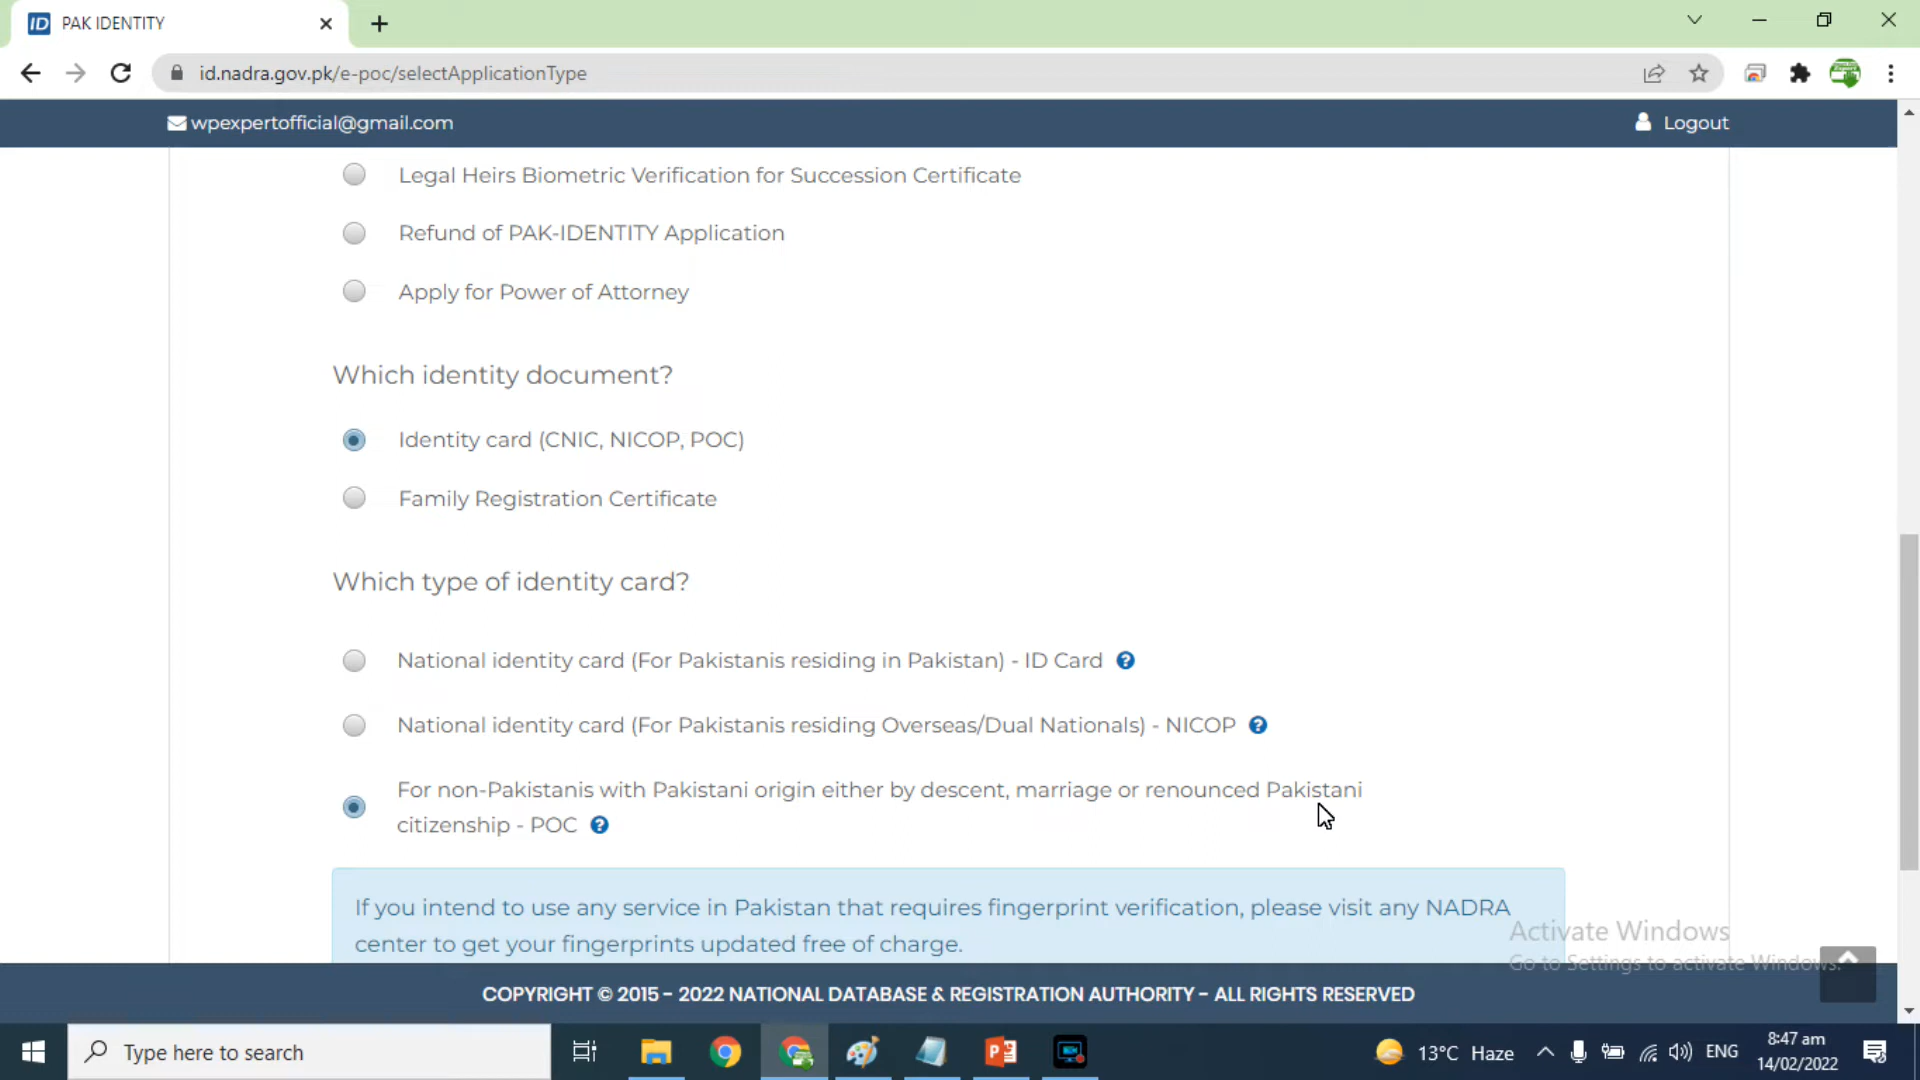 ID PAK IDENTITY
id.nadra.gov.pk/e-poc/selectApplicationType
wpexpertofficial@gmail.com
Logout
Legal Heirs Biometric Verification for Succession Certificate
Refund of PAK-IDENTITY Application
Apply for Power of Attorney
Which identity document?
Identity card (CNIC, NICOP, POC)
Family Registration Certificate
Which type of identity card?
National identity card (For Pakistanis residing in Pakistan) - ID Card
National identity card (For Pakistanis residing Overseas/Dual Nationals) - NICOP
For non-Pakistanis with Pakistani origin either by descent, marriage or renounced Pakistani
citizenship - POC
If you intend to use any service in Pakistan that requires fingerprint verification, please visit any NADRA
center to get your fingerprints updated free of charge.
Activate Windows
Go to Settings to activate Windows.
COPYRIGHT © 2015 - 2022 NATIONAL DATABASE & REGISTRATION AUTHORITY - ALL RIGHTS RESERVED
Type here to search
13°C Haze
ENG
8:47 am
14/02/2022